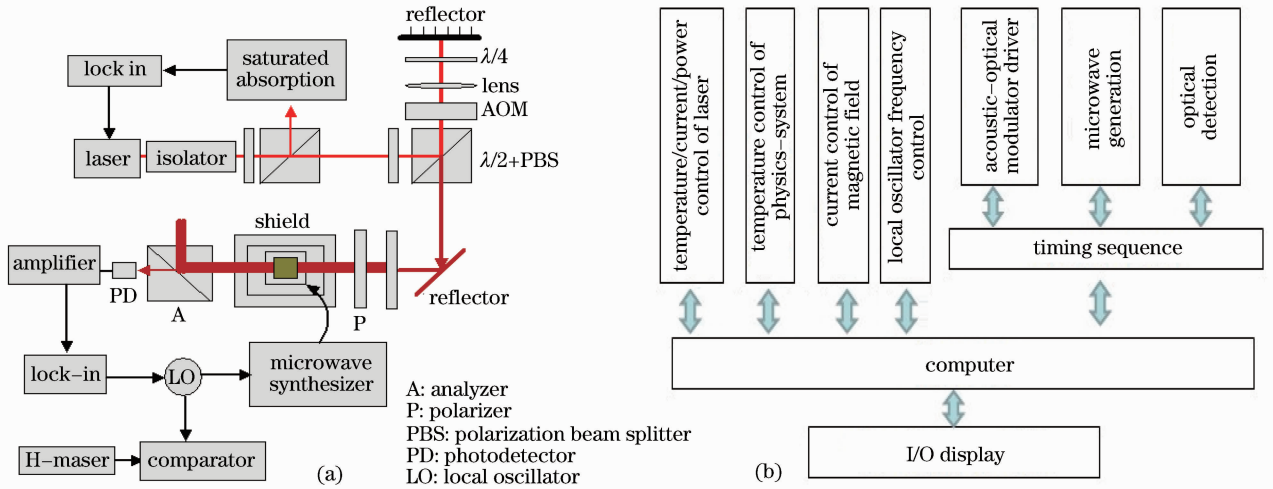 reflector
λ/4
lens
AOM
λ/2+PBS
saturated
absorption
lock in
laser
isolator
shield
amplifier
PD
A
P
reflector
lock−in
LO
microwave
synthesizer
H−maser
comparator
A: analyzer
P: polarizer
PBS: polarization beam splitter
PD: photodetector
LO: local oscillator
(a)
temperature/current/power
control of laser
temperature control of
physics−system
current control of
magnetic field
local oscillator frequency
control
acoustic−optical
modulator driver
microwave
generation
optical
detection
timing sequence
computer
I/O display
(b)